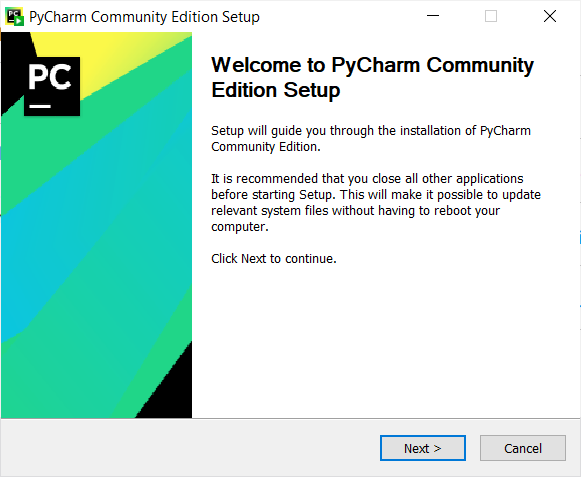 PyCharm Community Edition Setup
PC
Welcome to PyCharm Community
Edition Setup
Setup will guide you through the installation of PyCharm
Community Edition.
It is recommended that you close all other applications
before starting Setup. This will make it possible to update
relevant system files without having to reboot your
computer.
Click Next to continue.
Next >
Cancel